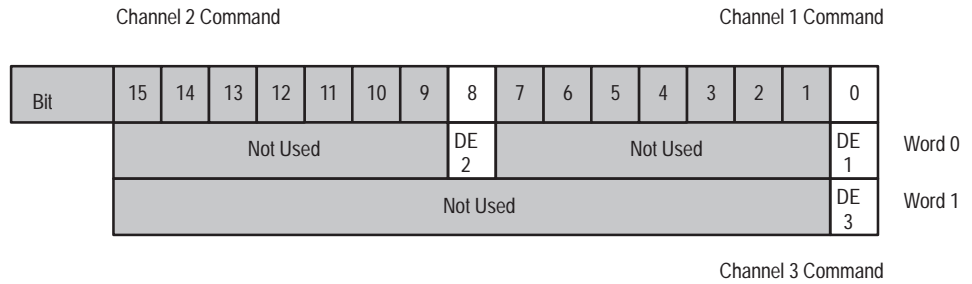 Channel 2 Command Channel 1 Command
Bit 15 14 13 12 11 10 9 8 7 6 5 4 3 2 1 0
Not Used DE 2 Not Used DE 1 Word 0
Not Used DE 3 Word 1
Channel 3 Command